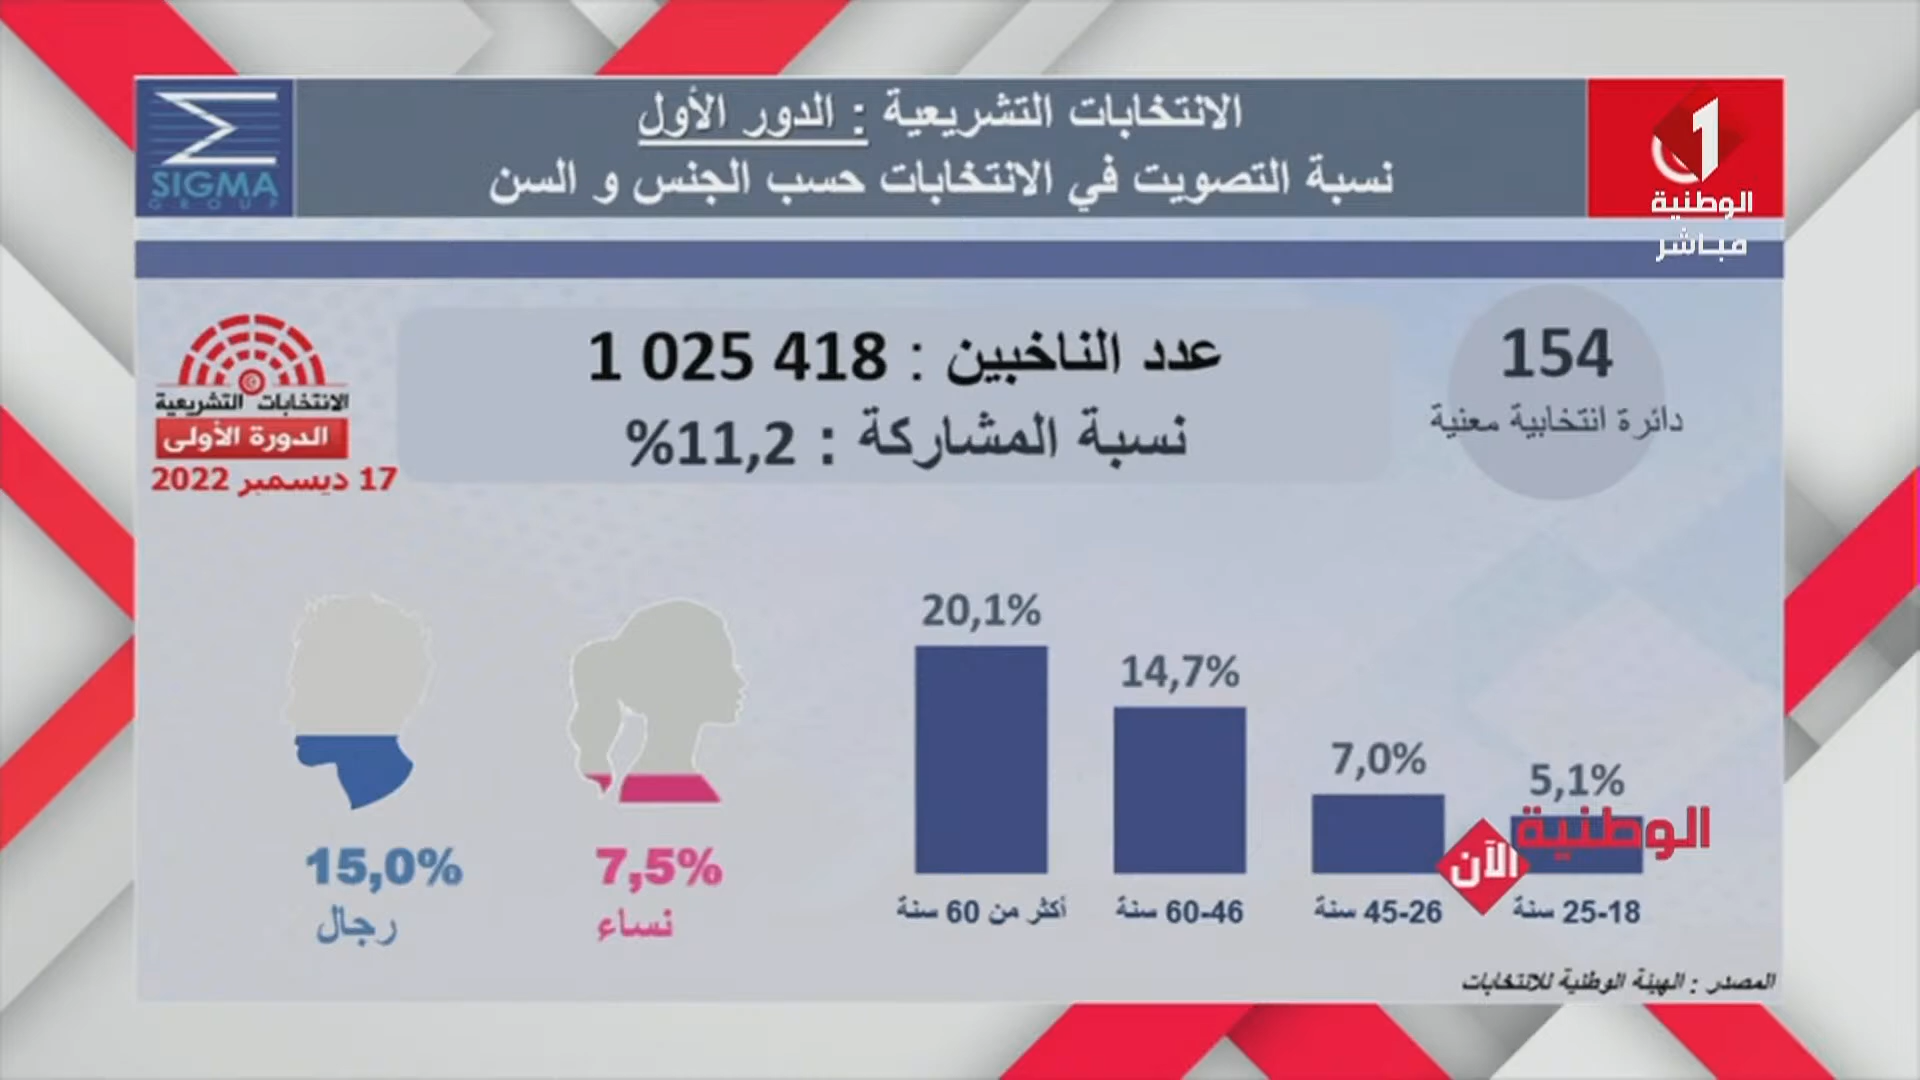 الانتخابات التشريعية : الدور الأول
نسبة التصويت في الانتخابات حسب الجنس و السن
SIGMA
GROUP
1
الوطنية
مباشر
154
دائرة انتخابية معنية
عدد الناخبين : 418 025 1
نسبة المشاركة : 11,2%
الانتخابات التشريعية
الدورة الأولى
17 ديسمبر 2022
20,1%
14,7%
7,0%
5,1%
أكثر من 60 سنة
60-46 سنة
45-26 سنة
25-18 سنة
15,0%
رجال
7,5%
نساء
الوطنية
الآن
المصدر : الهيئة الوطنية للانتخابات